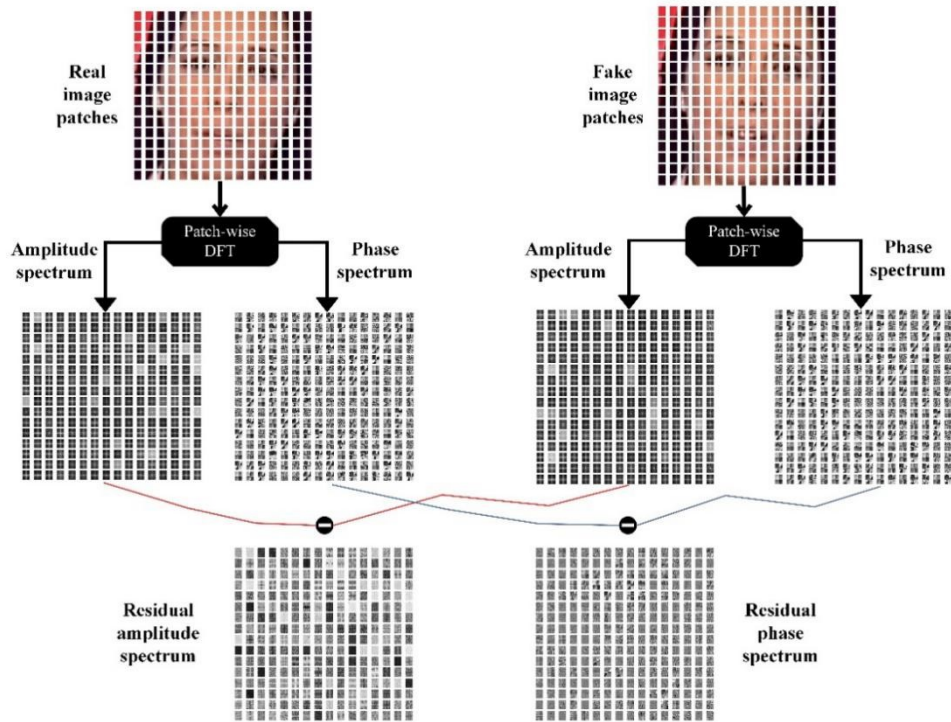 Real
image
patches
Fake
image
patches
Patch-wise
DFT
Patch-wise
DFT
Amplitude
spectrum
Phase
spectrum
Amplitude
spectrum
Phase
spectrum
Residual
amplitude
spectrum
Residual
phase
spectrum